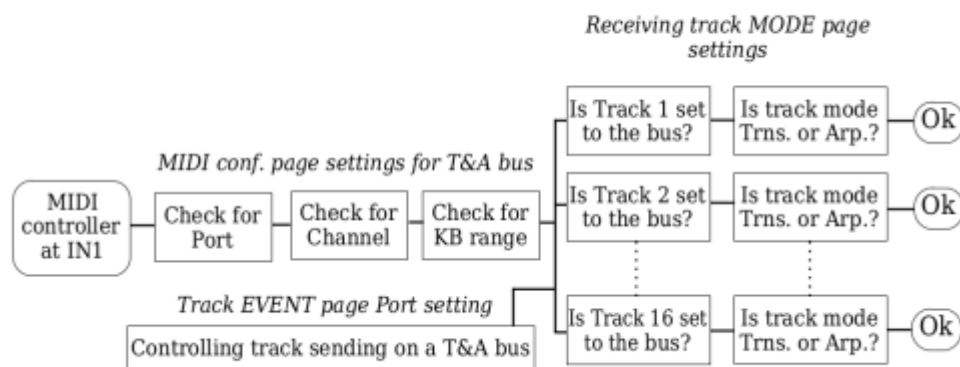 Receiving track MODE page
settings
Is Track 1 set
to the bus?
Is track mode
Trns. or Arp.?
Ok
MIDI conf. page settings for T&A bus
MIDI
controller
at IN1
Check for
Port
Check for
Channel
Check for
KB range
Is Track 2 set
to the bus?
Is track mode
Trns. or Arp.?
Ok
Track EVENT page Port setting
Controlling track sending on a T&A bus
Is Track 16 set
to the bus?
Is track mode
Trns. or Arp.?
Ok